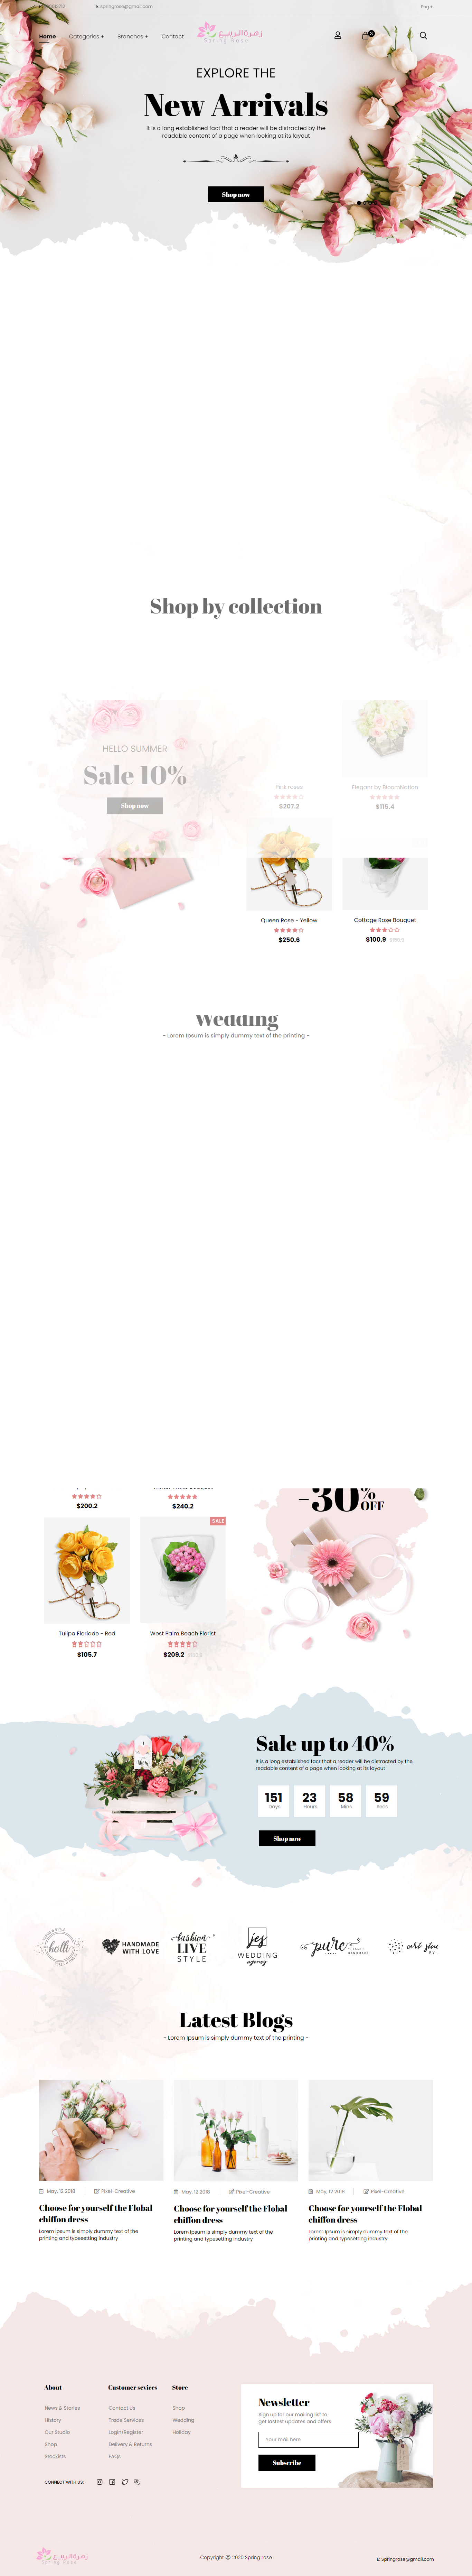 E:springrose@gmail.com
Eng +
Home
Categories +
Branches +
Contact
زهرة الربيع
Spring Rose
EXPLORE THE
New Arrivals
It is a long established fact that a reader will be distracted by the
readable content of a page when looking at its layout
Shop now
Shop by collection
HELLO SUMMER
Sale 10%
Shop now
Pink roses
$207.2
Elegant by BloomNation
$115.4
Queen Rose - Yellow
$250.6
Cottage Rose Bouquet
$100.9
Wedding
- Lorem Ipsum is simply dummy text of the printing -
$200.2
$240.2
-30% OFF
SALE
Tulipa Floriade - Red
$105.7
West Palm Beach Florist
$209.2
Sale up to 40%
It is a long established facr that a reader will be distracted by the
readable content of a page when looking at its layout
151 Days
23 Hours
58 Mins
59 Secs
Shop now
holli
HANDMADE
WITH LOVE
fashion
LIVE
STYLE
jes
WEDDING
agency
pure
HANDMADE
Latest Blogs
- Lorem Ipsum is simply dummy text of the printing -
May, 12 2018
Pixel-Creative
Choose for yourself the Flobal
chiffon dress
Lorem Ipsum is simply dummy text of the
printing and typesetting industry
May, 12 2018
Pixel-Creative
Choose for yourself the Flobal
chiffon dress
Lorem Ipsum is simply dummy text of the
printing and typesetting industry
May, 12 2018
Pixel-Creative
Choose for yourself the Flobal
chiffon dress
Lorem Ipsum is simply dummy text of the
printing and typesetting industry
About
News & Stories
History
Our Studio
Shop
Stockists
Customer sevices
Contact Us
Trade Services
Login/Register
Delivery & Returns
FAQs
Store
Shop
Wedding
Holiday
CONNECT WITH US:
Newsletter
Sign up for our mailing list to
get lastest updates and offers
Your mail here
Subscribe
زهرة الربيع
Spring Rose
Copyright © 2020 Spring rose
E: Springrose@gmail.com